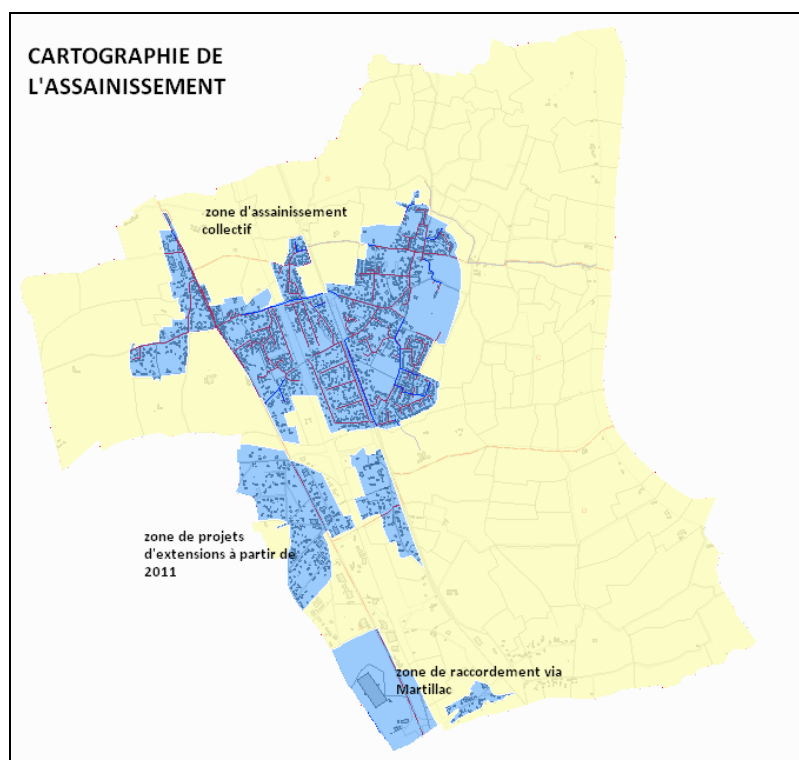 CARTOGRAPHIE DE
L'ASSAINISSEMENT
zone d'assainissement
collectif
zone de projets
d'extensions à partir de
2011
zone de raccordement via
Martillac